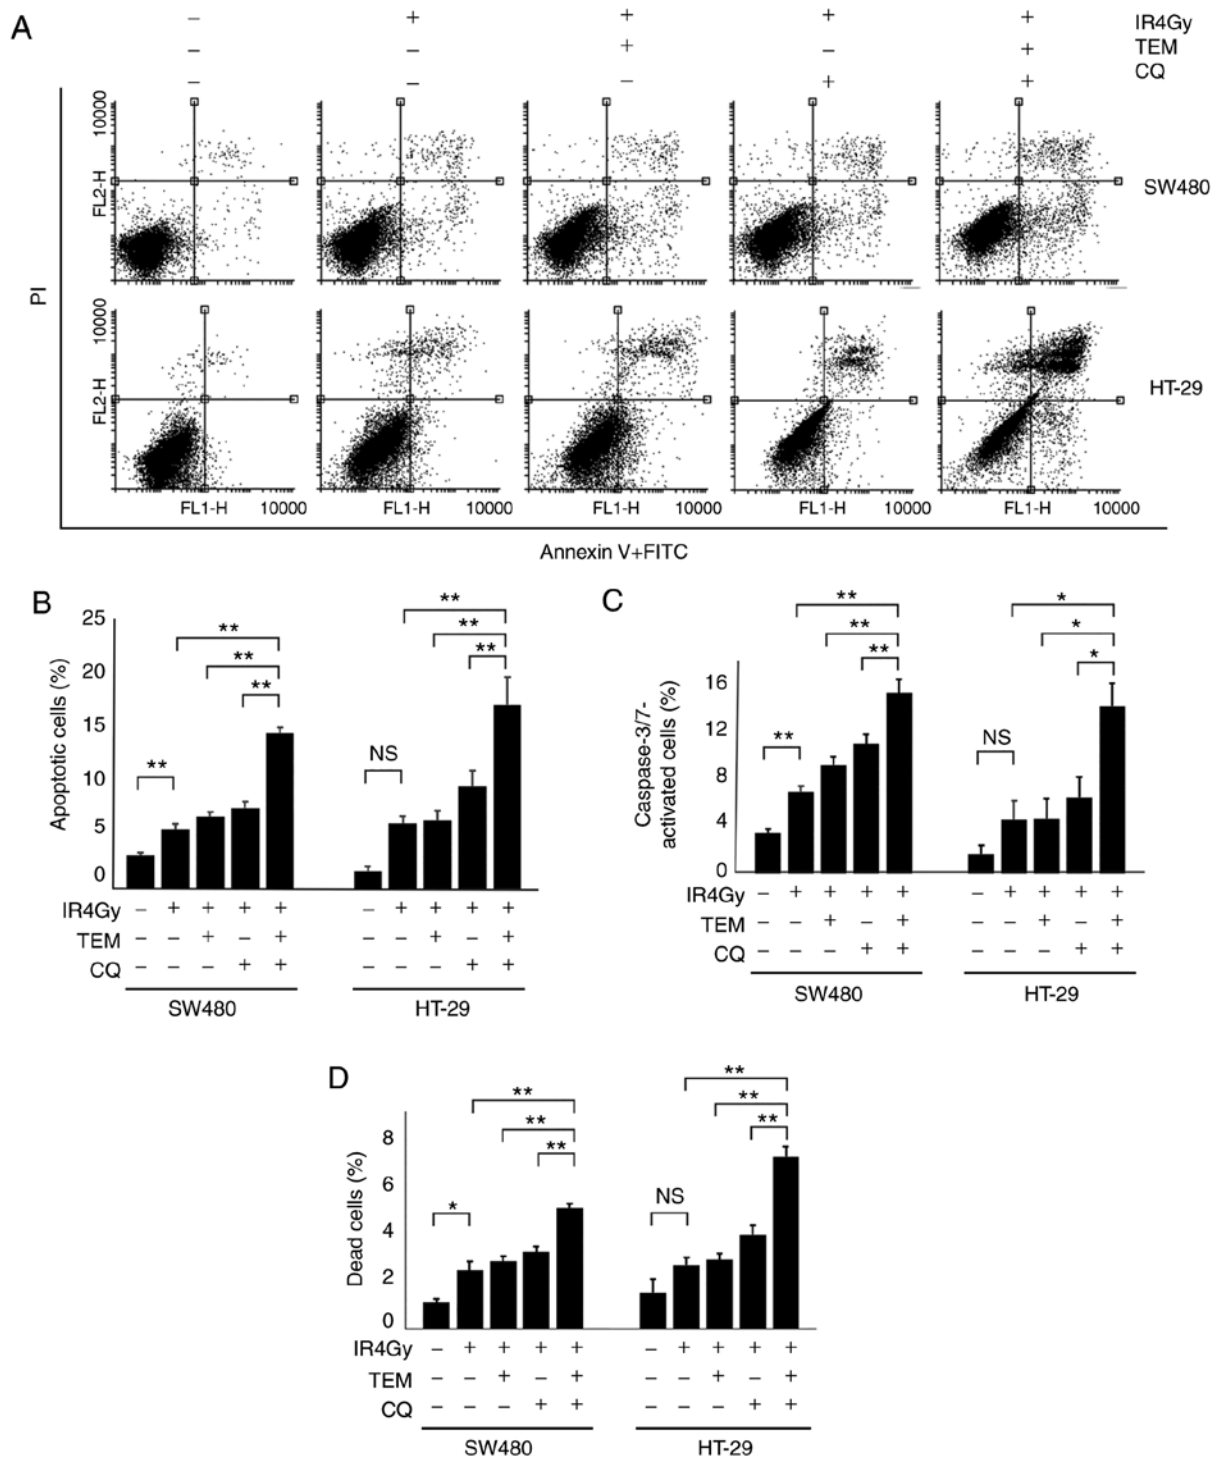 A
– + + + + IR4Gy
– – + – + TEM
– – – + + CQ
10000
FL2-H
SW480
PI
10000
FL2-H
HT-29
FL1-H 10000 FL1-H 10000 FL1-H 10000 FL1-H 10000 FL1-H 10000
Annexin V+FITC
B
Apoptotic cells (%)
25
20
15
10
5
0
** ** ** **
NS ** ** **
IR4Gy – + + + + – + + + +
TEM – – + – + – – + – +
CQ – – – + + – – – + +
SW480 HT-29
C
Caspase-3/7-
activated cells (%)
16
12
8
4
0
** ** ** **
NS * * *
IR4Gy – + + + + – + + + +
TEM – – + – + – – + – +
CQ – – – + + – – – + +
SW480 HT-29
D
Dead cells (%)
8
6
4
2
0
* ** ** **
NS ** ** **
IR4Gy – + + + + – + + + +
TEM – – + – + – – + – +
CQ – – – + + – – – + +
SW480 HT-29